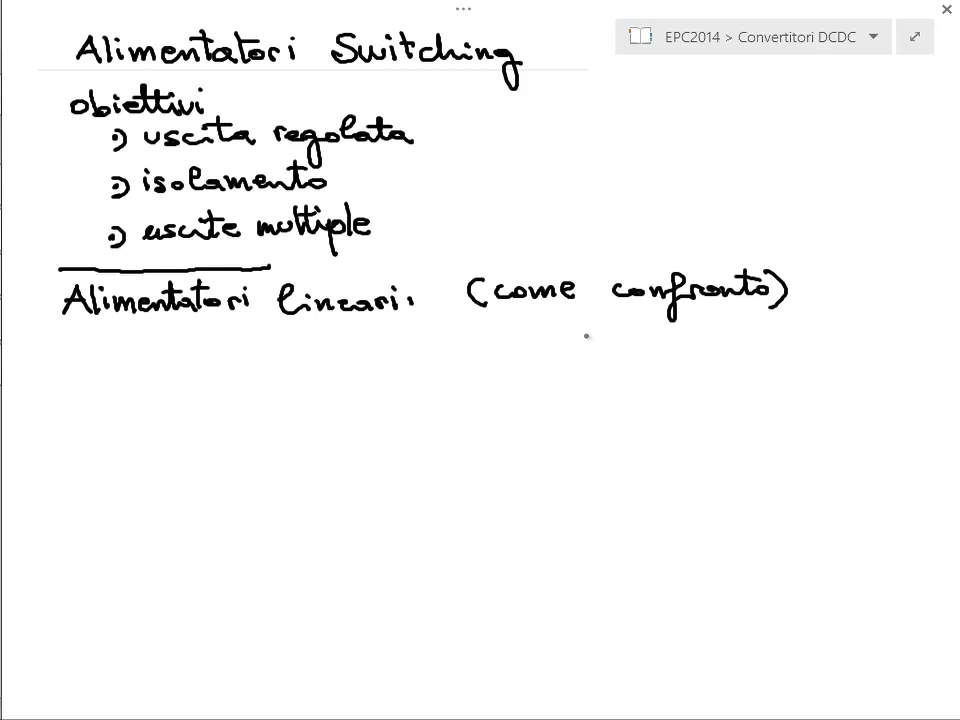 Alimentatori Switching
EPC2014 > Convertitori DCDC
obiettivi
·) uscita regolata
·) isolamento
·) uscite multiple
Alimentatori lineari. (come confronto)